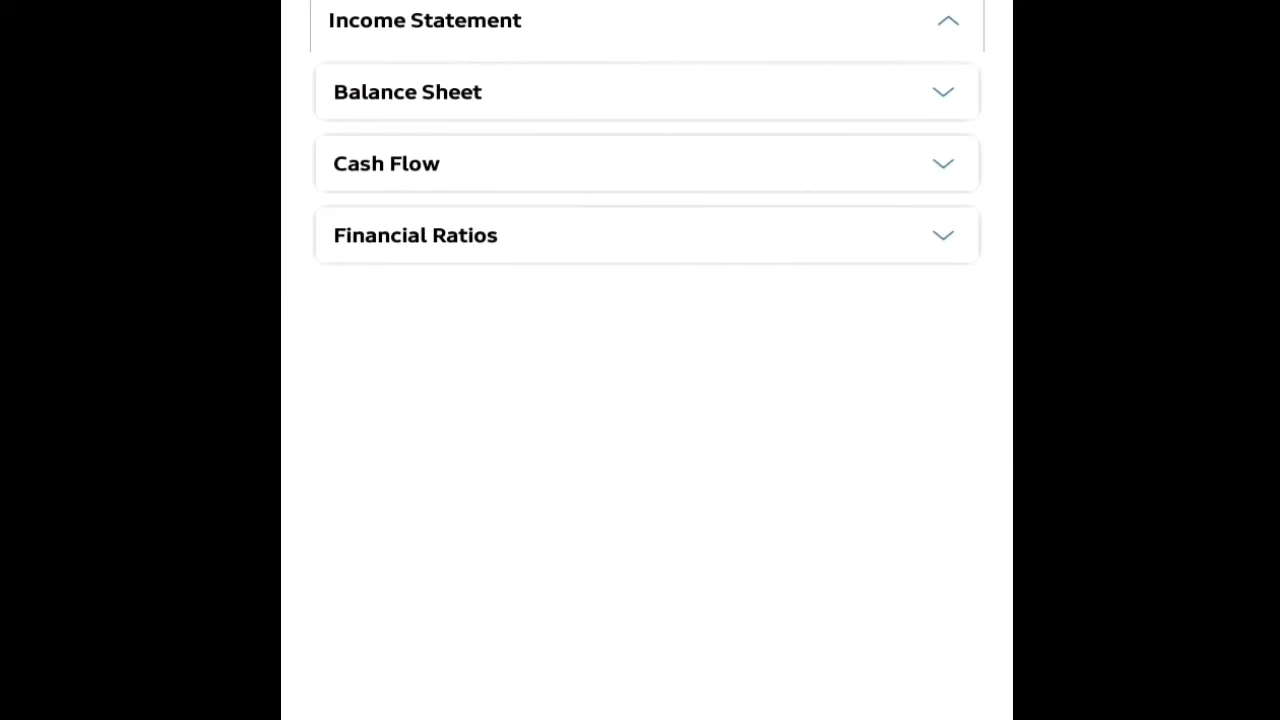 Income Statement
Balance Sheet
Cash Flow
Financial Ratios